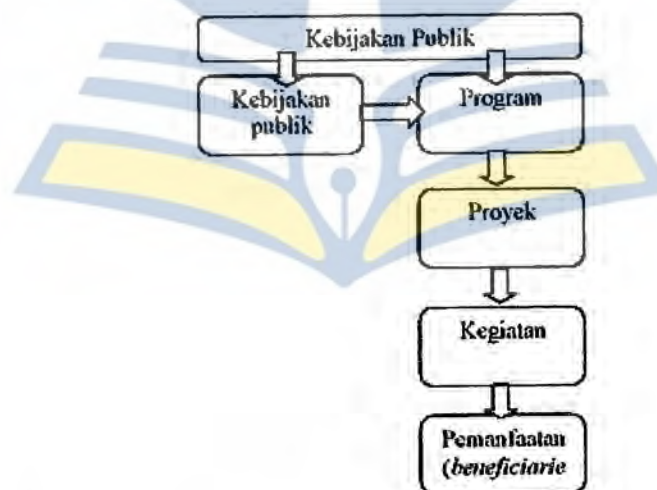 Kebijakan Publik
Kebijakan
publik
Program
Proyek
Kegiatan
Pemanfaatan
(beneficiarie